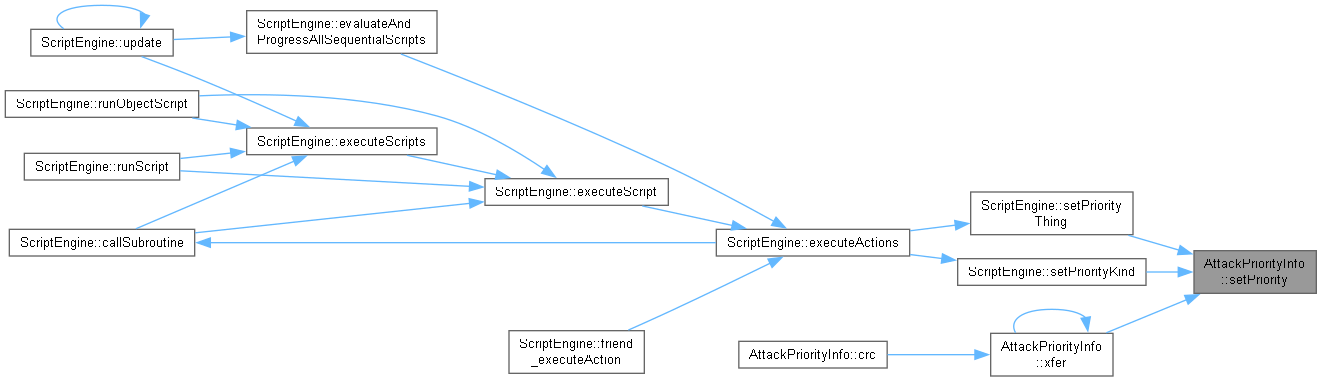 ScriptEngine::update
ScriptEngine::evaluateAnd
ProgressAllSequentialScripts
ScriptEngine::runObjectScript
ScriptEngine::executeScripts
ScriptEngine::runScript
ScriptEngine::executeScript
ScriptEngine::callSubroutine
ScriptEngine::executeActions
ScriptEngine::setPriority
Thing
ScriptEngine::setPriorityKind
AttackPriorityInfo
::setPriority
ScriptEngine::friend
_executeAction
AttackPriorityInfo::crc
AttackPriorityInfo
::xfer